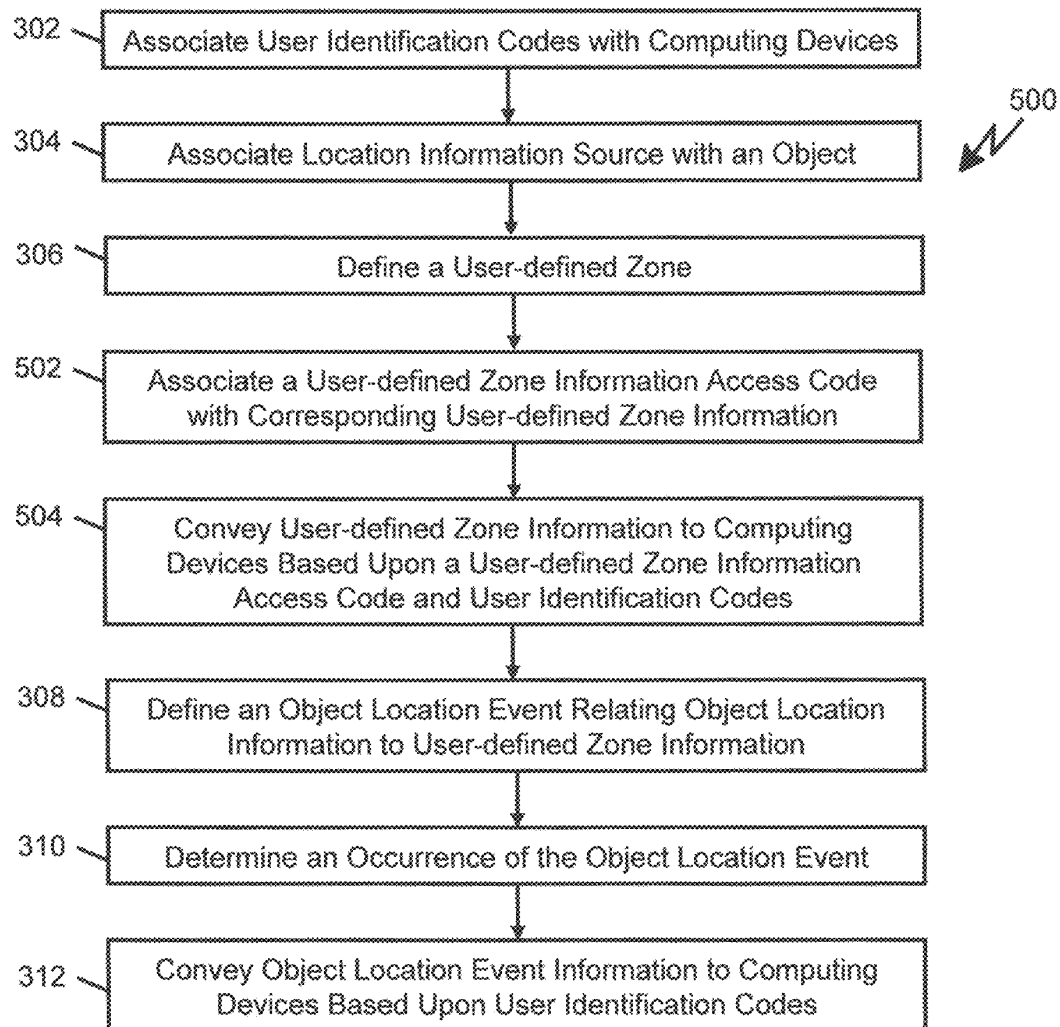 302
Associate User Identification Codes with Computing Devices
500
304
Associate Location Information Source with an Object
306
Define a User-defined Zone
502
Associate a User-defined Zone Information Access Code
with Corresponding User-defined Zone Information
504
Convey User-defined Zone Information to Computing
Devices Based Upon a User-defined Zone Information
Access Code and User Identification Codes
308
Define an Object Location Event Relating Object Location
Information to User-defined Zone Information
310
Determine an Occurrence of the Object Location Event
312
Convey Object Location Event Information to Computing
Devices Based Upon User Identification Codes